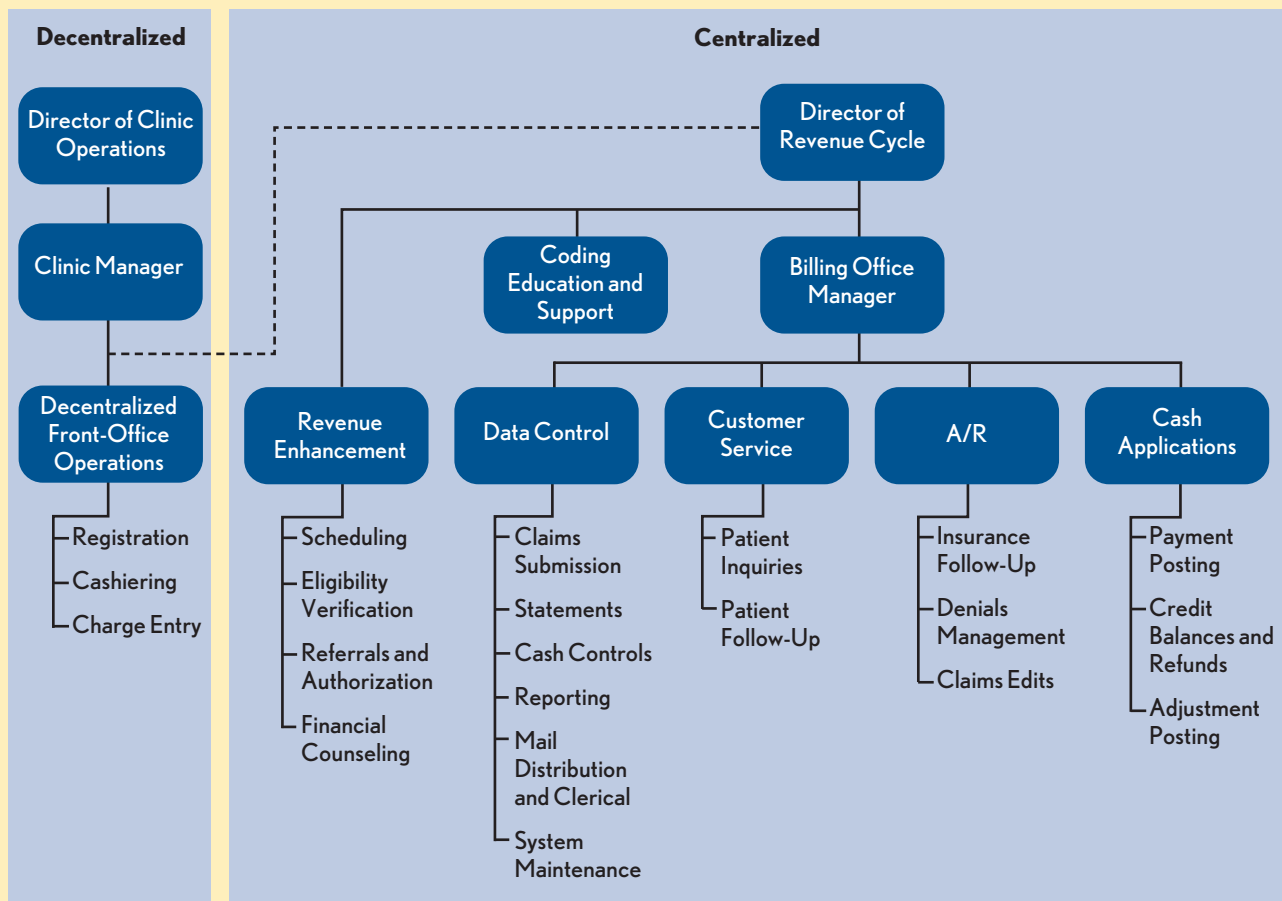 Decentralized
Director of Clinic
Operations
Clinic Manager
Decentralized
Front-Office
Operations
Registration
Cashiering
Charge Entry
Centralized
Director of
Revenue Cycle
Coding
Education and
Support
Billing Office
Manager
Revenue
Enhancement
Scheduling
Eligibility
Verification
Referrals and
Authorization
Financial
Counseling
Data Control
Claims
Submission
Statements
Cash Controls
Reporting
Mail
Distribution
and Clerical
System
Maintenance
Customer
Service
Patient
Inquiries
Patient
Follow-Up
A/R
Insurance
Follow-Up
Denials
Management
Claims Edits
Cash
Applications
Payment
Posting
Credit
Balances and
Refunds
Adjustment
Posting